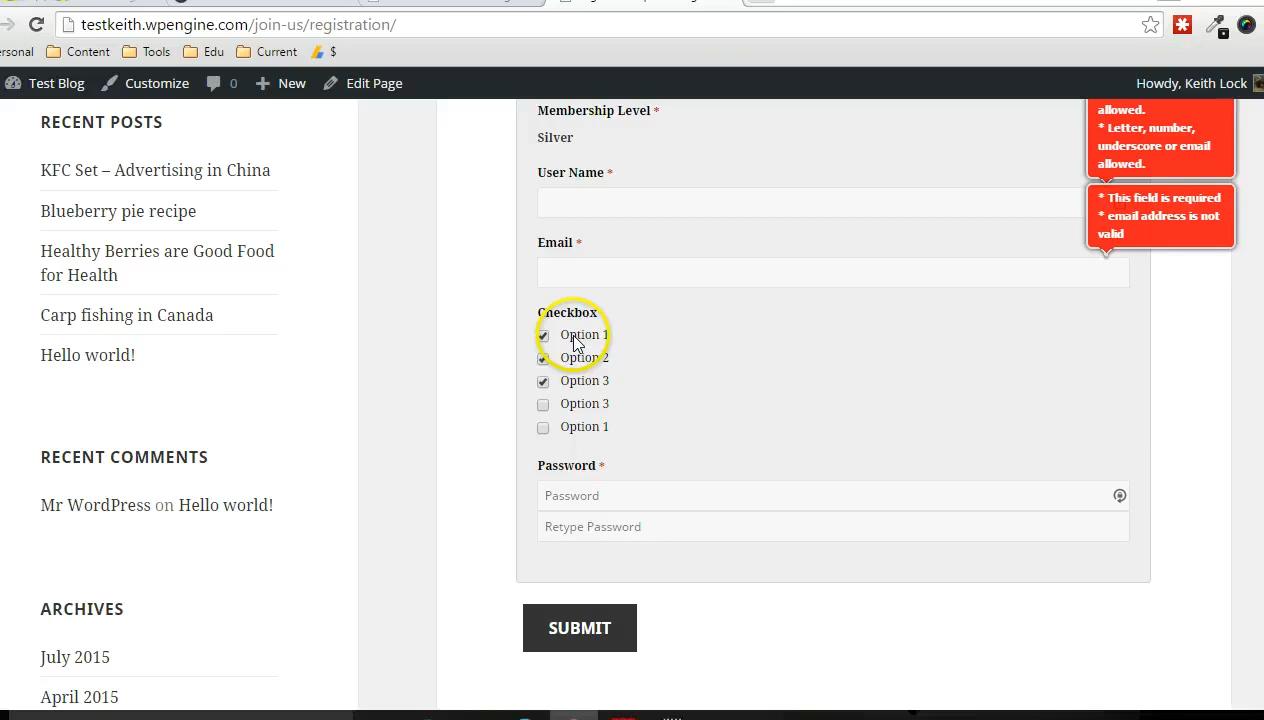 testkeith.wpengine.com/join-us/registration/
ersonal Content Tools Edu Current $
Test Blog Customize 0 New Edit Page Howdy, Keith Lock
RECENT POSTS
KFC Set – Advertising in China
Blueberry pie recipe
Healthy Berries are Good Food
for Health
Carp fishing in Canada
Hello world!
RECENT COMMENTS
Mr WordPress on Hello world!
ARCHIVES
July 2015
April 2015
Membership Level *
Silver
User Name *
Email *
Checkbox
Option 1
Option 2
Option 3
Option 3
Option 1
Password *
Password
Retype Password
SUBMIT
allowed.
* Letter, number,
underscore or email
allowed.
* This field is required
* email address is not
valid